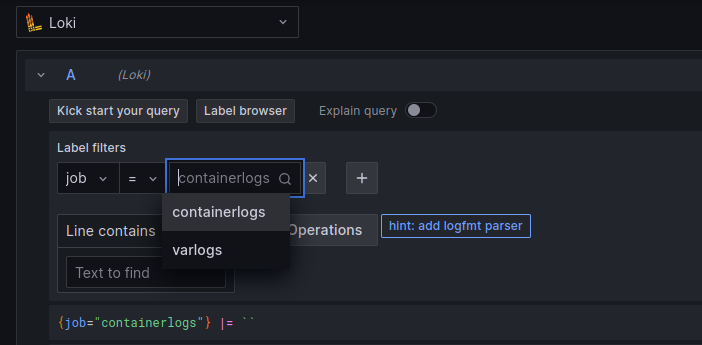 Loki
A (Loki)
Kick start your query Label browser Explain query
Label filters
job = containerlogs
containerlogs
varlogs
Line contains Operations hint: add logfmt parser
Text to find
{job="containerlogs"} |= ``